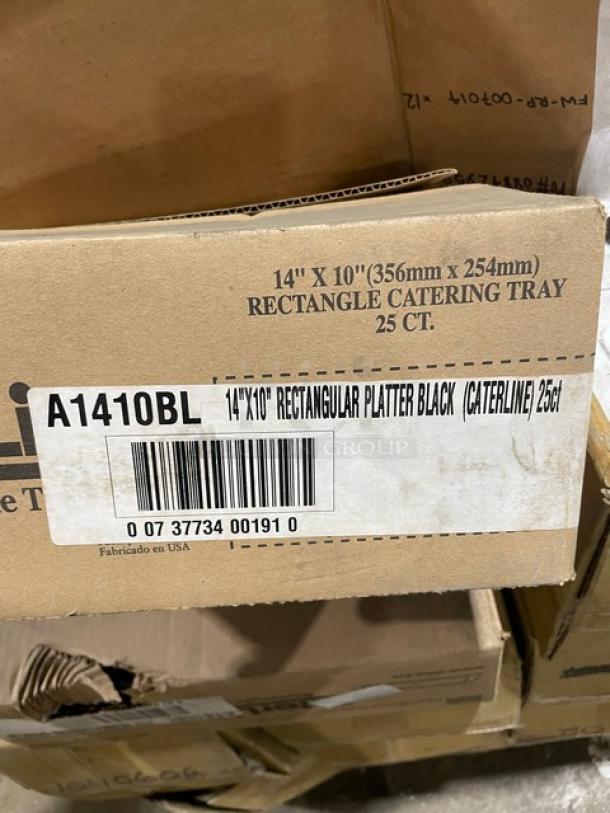 FW-RP-007014 x12
14" X 10"(356mm x 254mm)
RECTANGLE CATERING TRAY
25 CT.
A1410BL 14"X10" RECTANGULAR PLATTER BLACK (CATERLINE) 25ct
GROUP
0 07 37734 00191 0
Fabricado en USA